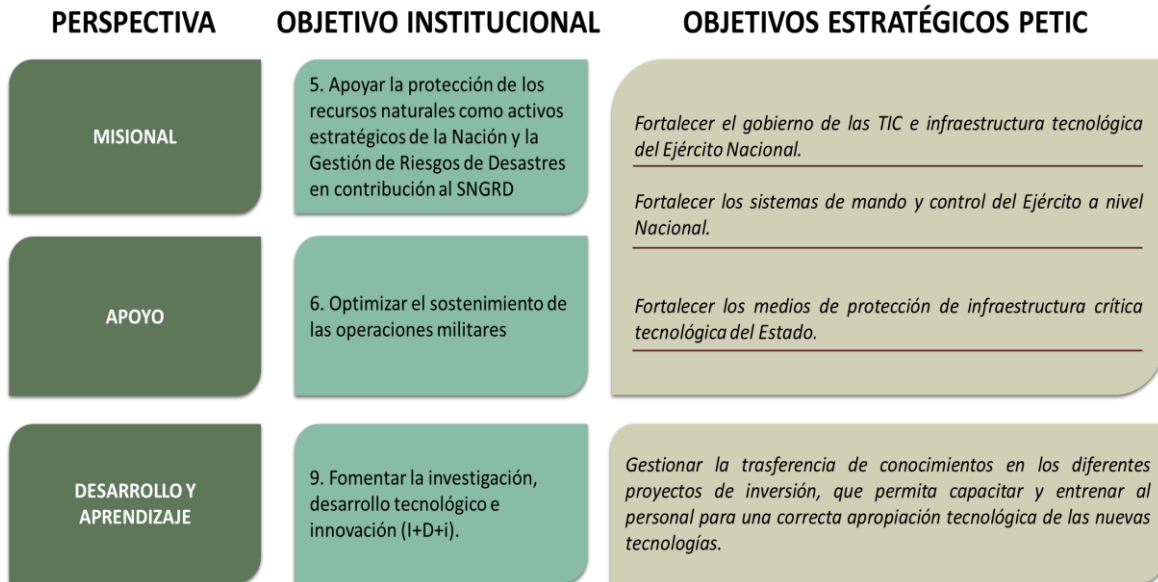 PERSPECTIVA
OBJETIVO INSTITUCIONAL
OBJETIVOS ESTRATÉGICOS PETIC
MISIONAL
5. Apoyar la protección de los
recursos naturales como activos
estratégicos de la Nación y la
Gestión de Riesgos de Desastres
en contribución al SNGRD
Fortalecer el gobierno de las TIC e infraestructura tecnológica
del Ejército Nacional.
Fortalecer los sistemas de mando y control del Ejército a nivel
Nacional.
APOYO
6. Optimizar el sostenimiento de
las operaciones militares
Fortalecer los medios de protección de infraestructura crítica
tecnológica del Estado.
DESARROLLO Y
APRENDIZAJE
9. Fomentar la investigación,
desarrollo tecnológico e
innovación (I+D+i).
Gestionar la trasferencia de conocimientos en los diferentes
proyectos de inversión, que permita capacitar y entrenar al
personal para una correcta apropiación tecnológica de las nuevas
tecnologías.